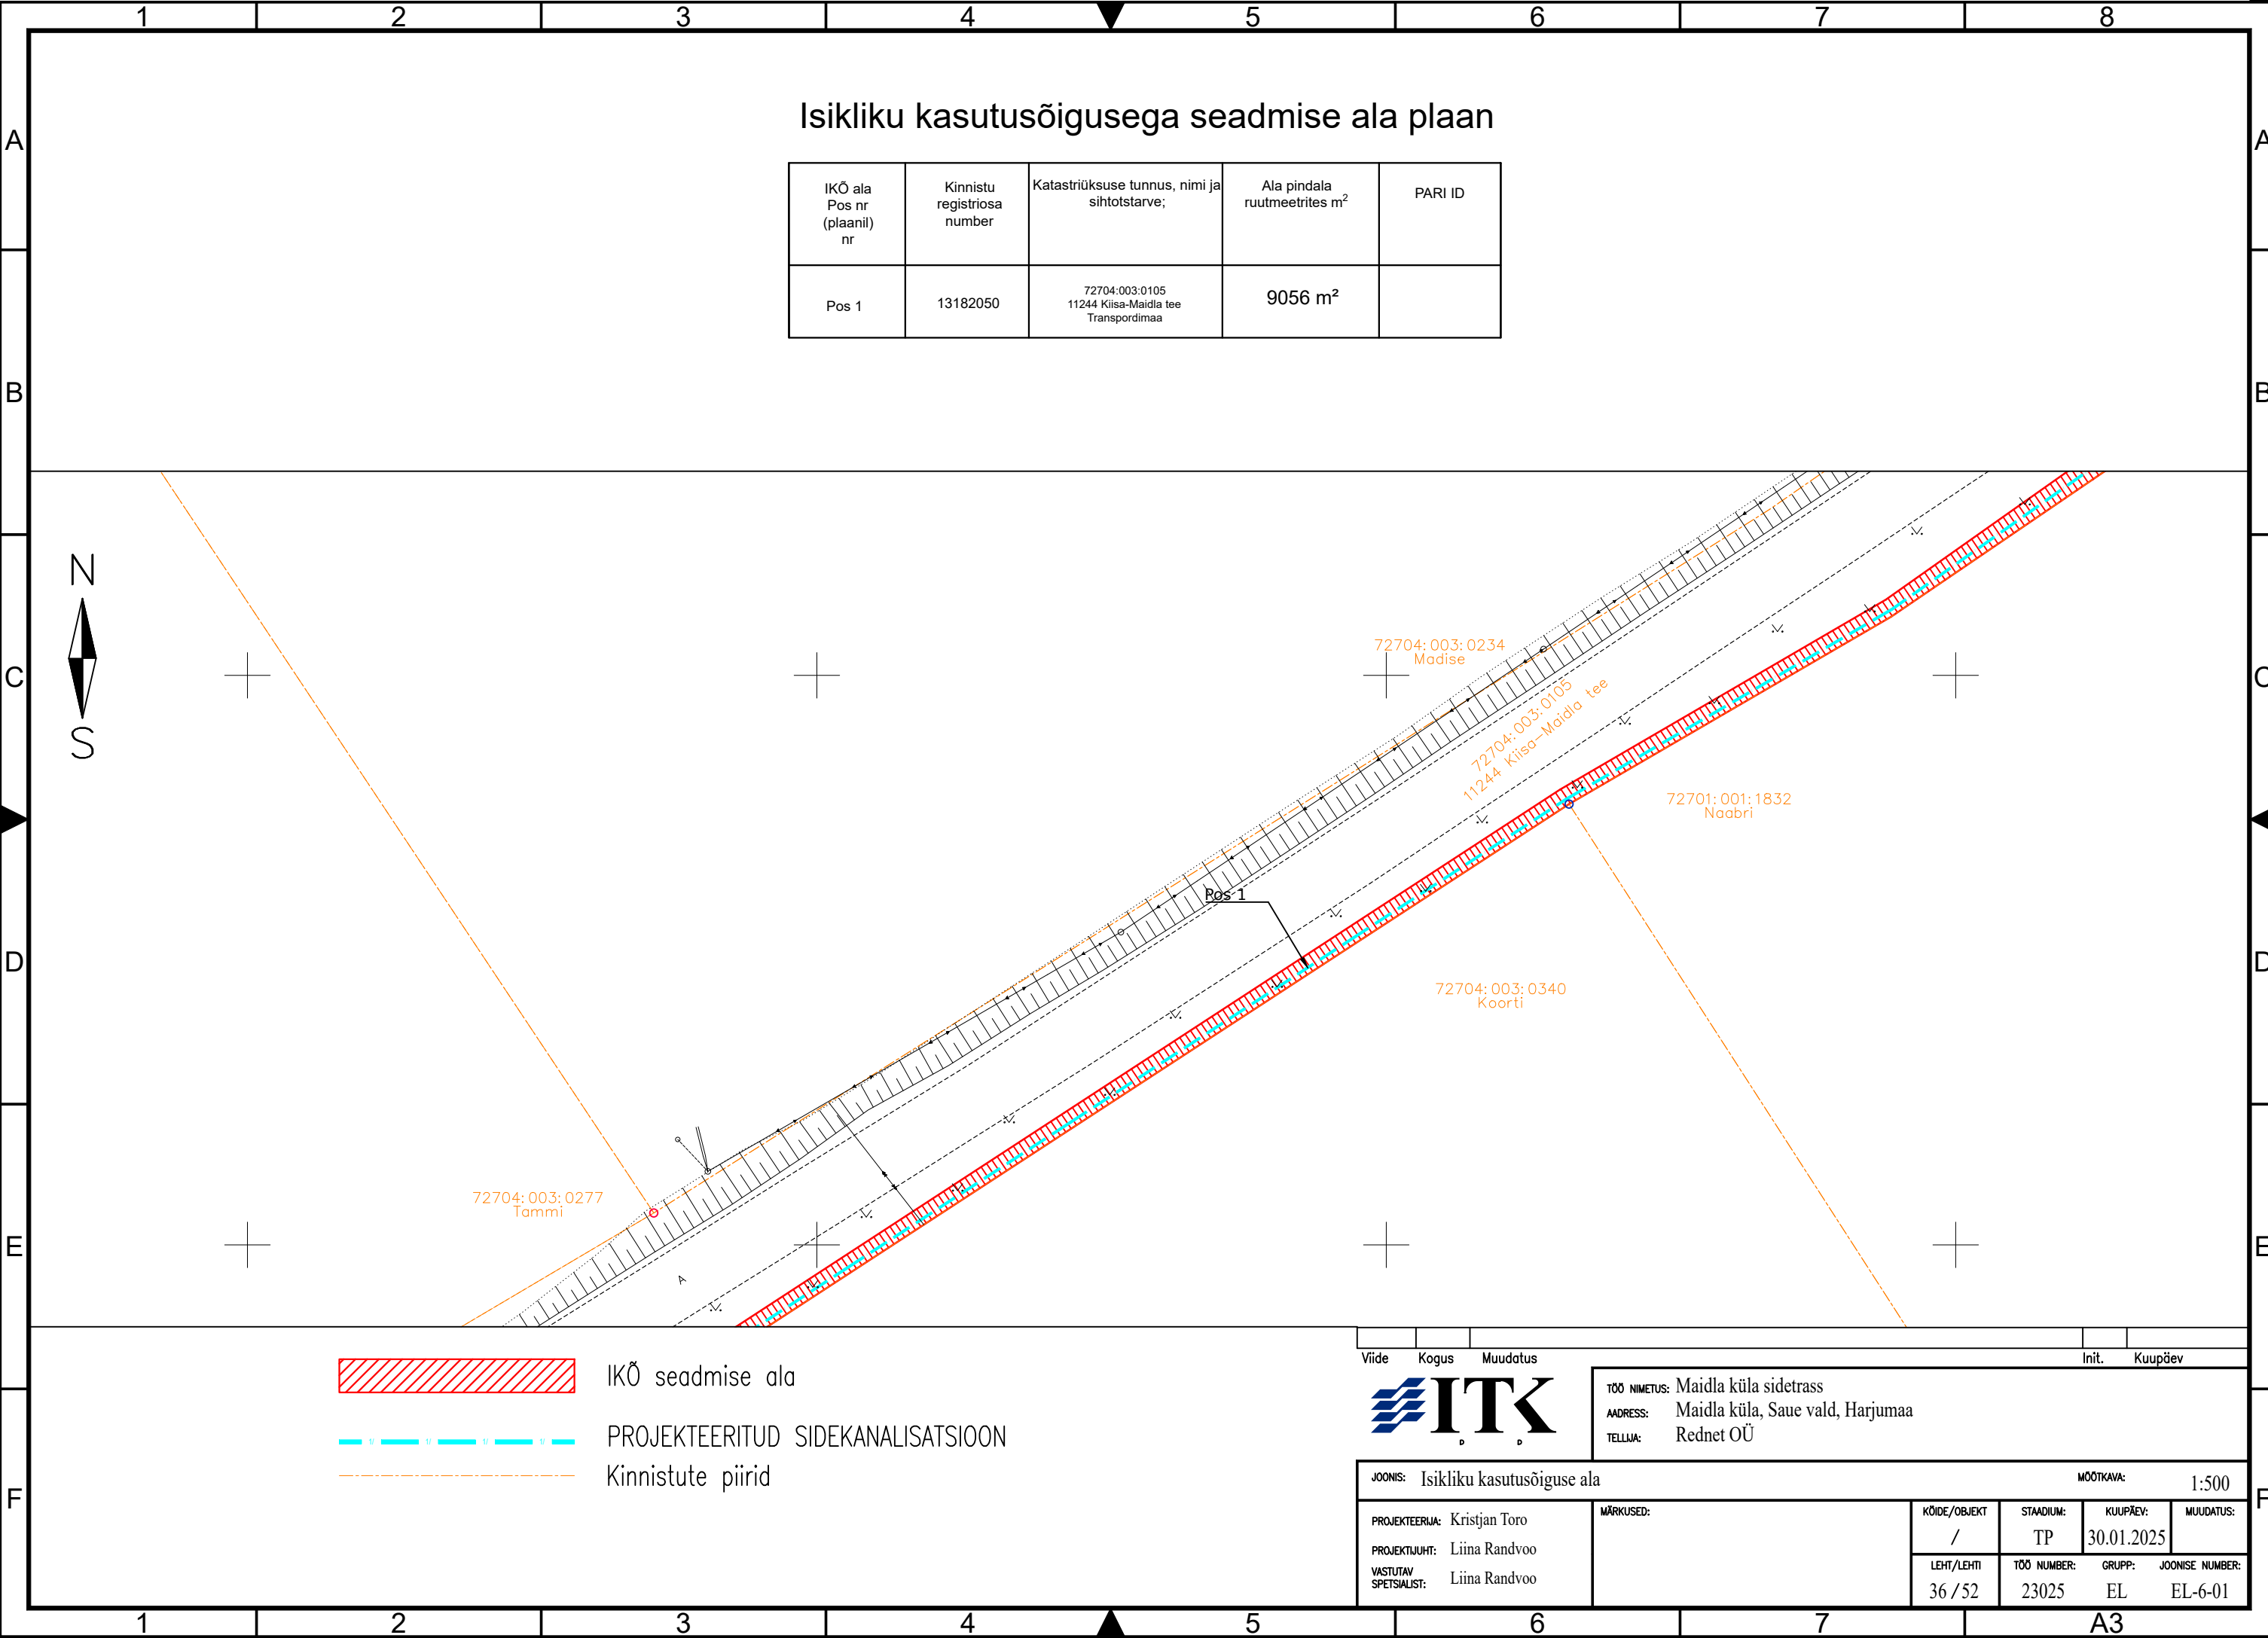 1 2 3 4 5 6 7 8
A A
B B
C C
D D
E E
F F
Isikliku kasutusõigusega seadmise ala plaan
IKÕ ala
Pos nr
(plaanil)
nr
Kinnistu
registriosa
number
Katastriüksuse tunnus, nimi ja
sihtotstarve;
Ala pindala
ruutmeetrites m²
PARI ID
Pos 1
13182050
72704:003:0105
11244 Kiisa-Maidla tee
Transpordimaa
9056 m²
N
S
72704:003:0234
Madise
72704:003:0105
11244 Kiisa-Maidla tee
72701:001:1832
Naabri
Pos 1
72704:003:0340
Koorti
72704:003:0277
Tammi
A
IKÕ seadmise ala
PROJEKTEERITUD SIDEKANALISATSIOON
Kinnistute piirid
Viide Kogus Muudatus Init. Kuupäev
ITK
D D
TÖÖ NIMETUS: Maidla küla sidetrass
AADRESS: Maidla küla, Saue vald, Harjumaa
TELLIJA: Rednet OÜ
JOONIS: Isikliku kasutusõiguse ala
MÕÕTKAVA: 1:500
PROJEKTEERIJA: Kristjan Toro
PROJEKTIJUHT: Liina Randvoo
VASTUTAV
SPETSIALIST: Liina Randvoo
MÄRKUSED:
KÖIDE/OBJEKT STAADIUM: KUUPÄEV: MUUDATUS:
/ TP 30.01.2025
LEHT/LEHTI TÖÖ NUMBER: GRUPP: JOONISE NUMBER:
36 / 52 23025 EL EL-6-01
1 2 3 4 5 6 7 A3